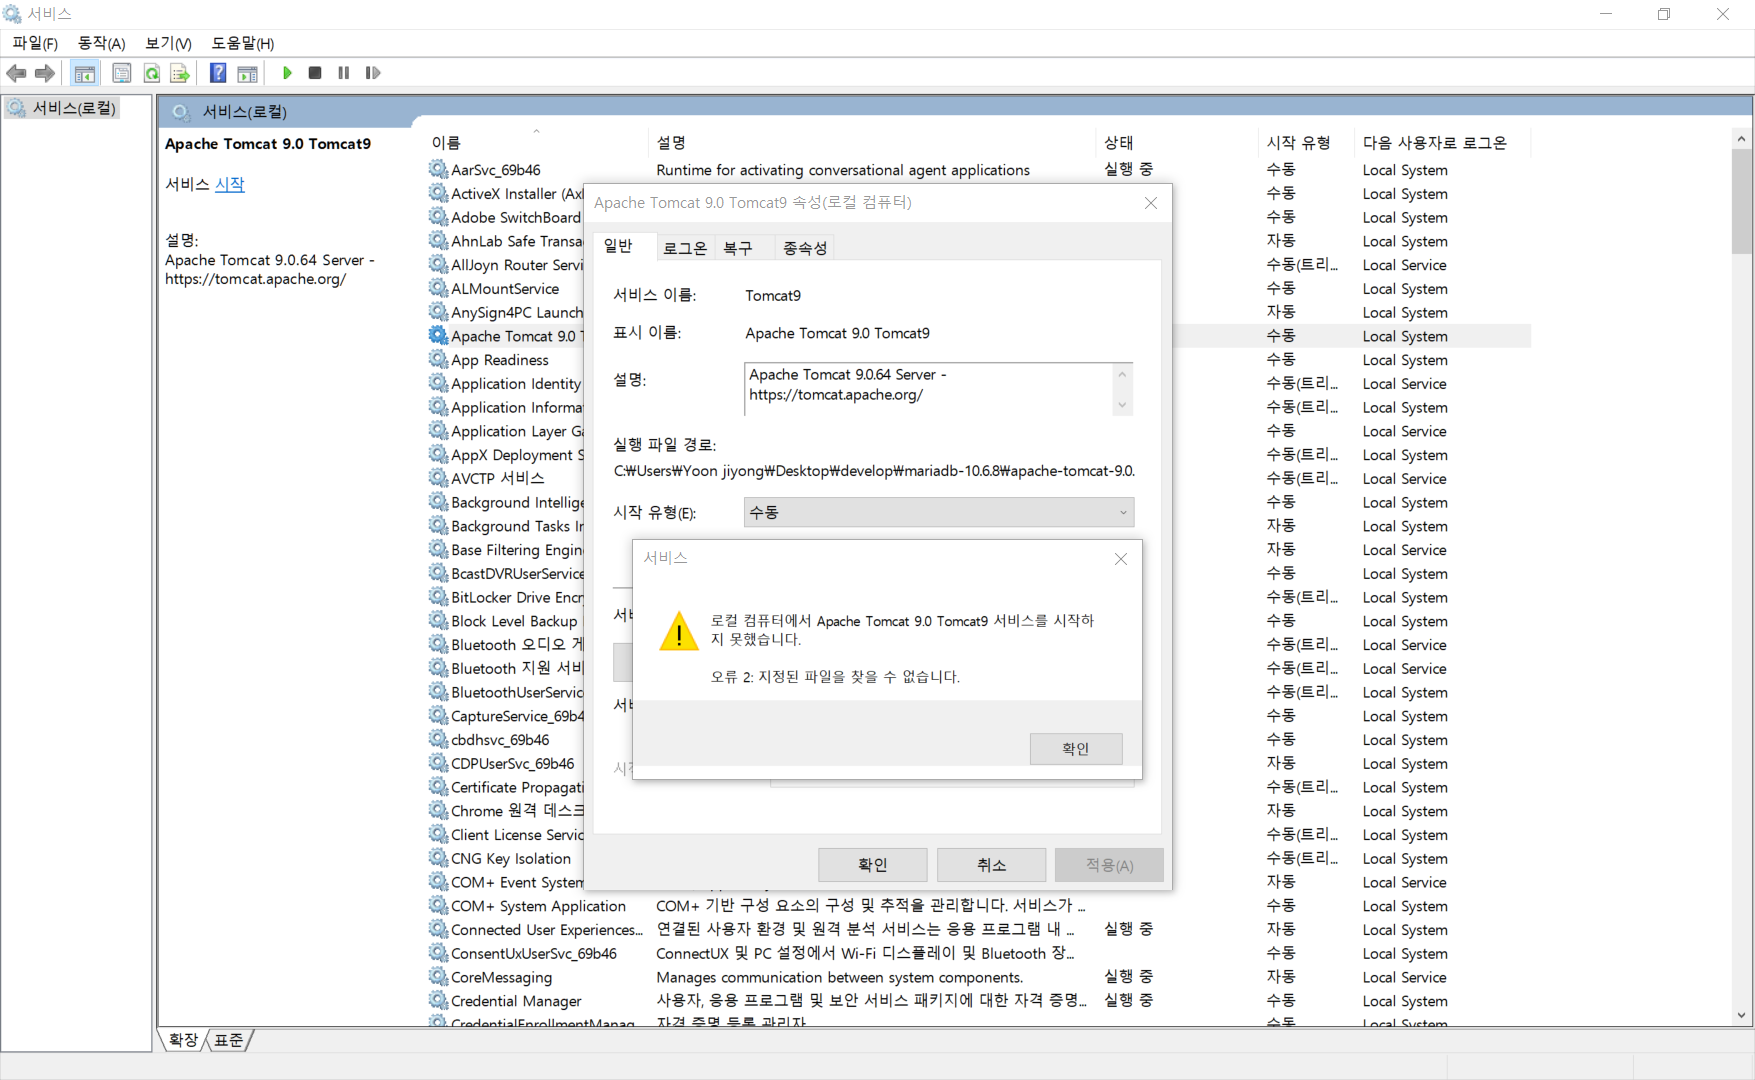 서비스
파일(F) 동작(A) 보기(V) 도움말(H)
서비스(로컬)
서비스(로컬)
Apache Tomcat 9.0 Tomcat9
서비스 시작
설명:
Apache Tomcat 9.0.64 Server -
https://tomcat.apache.org/
이름 설명 상태 시작 유형 다음 사용자로 로그온
AarSvc_69b46 Runtime for activating conversational agent applications 실행 중 수동 Local System
ActiveX Installer (Ax 수동 Local System
Adobe SwitchBoard 수동 Local System
AhnLab Safe Transa 자동 Local System
AllJoyn Router Servi 수동(트리... Local Service
ALMountService 수동 Local System
AnySign4PC Launch 자동 Local System
Apache Tomcat 9.0 T 수동 Local System
App Readiness 수동 Local System
Application Identity 수동(트리... Local Service
Application Informa 수동(트리... Local System
Application Layer Ga 수동 Local Service
AppX Deployment S 수동(트리... Local System
AVCTP 서비스 수동(트리... Local Service
Background Intellige 수동 Local System
Background Tasks In 자동 Local System
Base Filtering Engin 자동 Local Service
BcastDVRUserService 수동 Local System
BitLocker Drive Encr 수동(트리... Local System
Block Level Backup 수동 Local System
Bluetooth 오디오 게 수동(트리... Local Service
Bluetooth 지원 서비 수동(트리... Local Service
BluetoothUserServic 수동(트리... Local System
CaptureService_69b4 수동 Local System
cbdhsvc_69b46 수동 Local System
CDPUserSvc_69b46 자동 Local System
Certificate Propagati 수동(트리... Local System
Chrome 원격 데스크 자동 Local System
Client License Servic 수동(트리... Local System
CNG Key Isolation 수동(트리... Local System
COM+ Event System 자동 Local Service
COM+ System Application COM+ 기반 구성 요소의 구성 및 추적을 관리합니다. 서비스가 ... 수동 Local System
Connected User Experiences... 연결된 사용자 환경 및 원격 분석 서비스는 응용 프로그램 내 ... 실행 중 자동 Local System
ConsentUxUserSvc_69b46 ConnectUX 및 PC 설정에서 Wi-Fi 디스플레이 및 Bluetooth 장... 수동 Local System
CoreMessaging Manages communication between system components. 실행 중 자동 Local Service
Credential Manager 사용자, 응용 프로그램 및 보안 서비스 패키지에 대한 자격 증명... 실행 중 수동 Local System
CredentialEnrollmentManag 자격 증명 등록 관리자 수동 Local System
확장 표준
Apache Tomcat 9.0 Tomcat9 속성(로컬 컴퓨터)
일반 로그온 복구 종속성
서비스 이름: Tomcat9
표시 이름: Apache Tomcat 9.0 Tomcat9
설명: Apache Tomcat 9.0.64 Server -
https://tomcat.apache.org/
실행 파일 경로:
C:₩Users₩Yoon jiyong₩Desktop₩develop₩mariadb-10.6.8₩apache-tomcat-9.0.
시작 유형(E): 수동
서비스
로컬 컴퓨터에서 Apache Tomcat 9.0 Tomcat9 서비스를 시작하
지 못했습니다.
오류 2: 지정된 파일을 찾을 수 없습니다.
확인
확인 취소 적용(A)